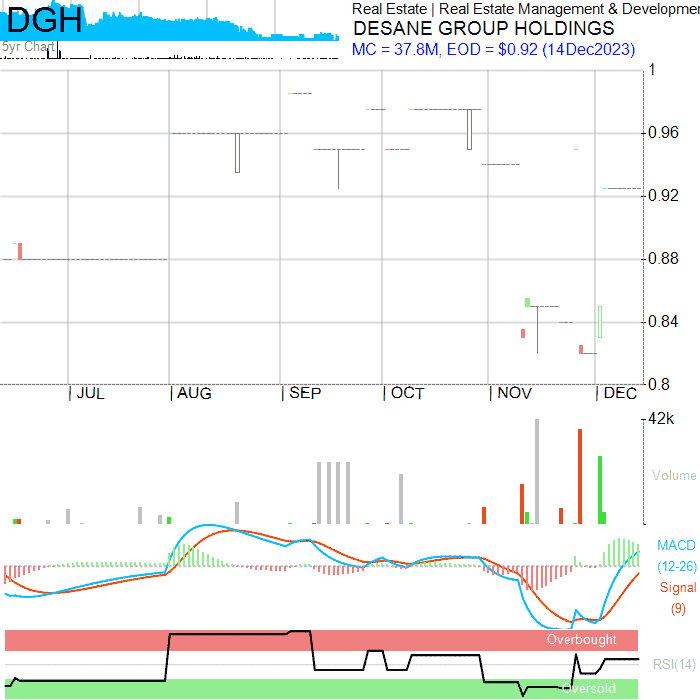 DGH
5yr Chart
Real Estate | Real Estate Management & Developmer
DESANE GROUP HOLDINGS
MC = 37.8M, EOD = $0.92 (14Dec2023)
1
0.96
0.92
0.88
0.84
0.8
JUL
AUG
SEP
OCT
NOV
DEC
42k
Volume
MACD
(12-26)
Signal
(9)
Overbought
RSI(14)
Oversold